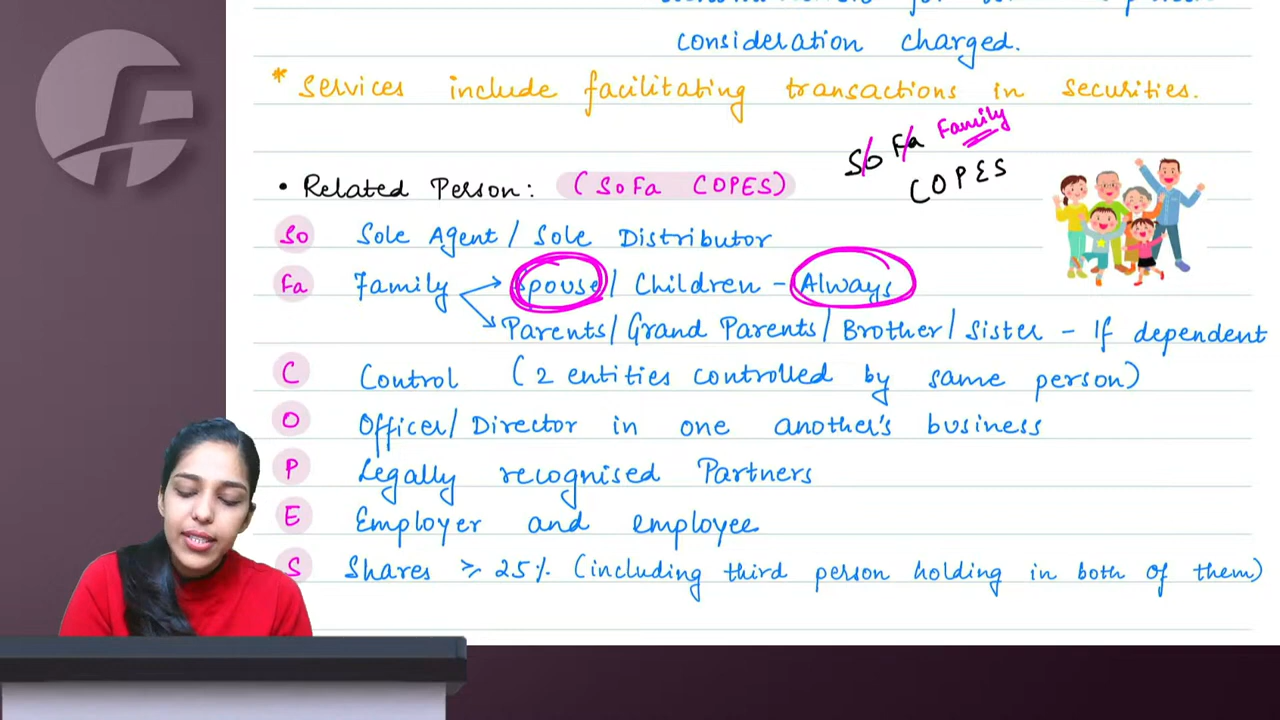 consideration charged.
* Services include facilitating transactions in securities.
So Fa Family
COPES
• Related Person: (SoFa COPES)
So Sole Agent / Sole Distributor
Fa Family Spouse / Children - Always
Parents / Grand Parents / Brother / Sister - If dependent
C Control (2 entities controlled by same person)
O Officer / Director in one another's business
P Legally recognised Partners
E Employer and employee
S Shares ≥ 25% (including third person holding in both of them)